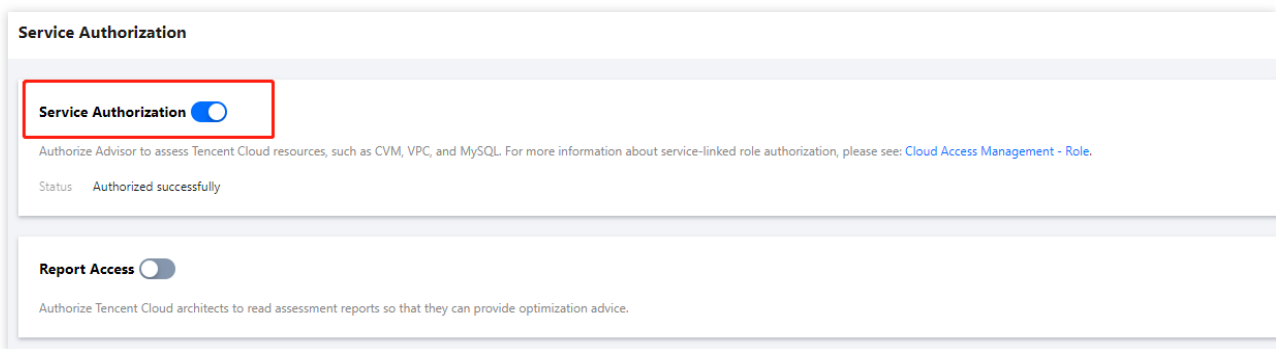 Service Authorization
Service Authorization
Authorize Advisor to assess Tencent Cloud resources, such as CVM, VPC, and MySQL. For more information about service-linked role authorization, please see: Cloud Access Management - Role.
Status Authorized successfully
Report Access
Authorize Tencent Cloud architects to read assessment reports so that they can provide optimization advice.